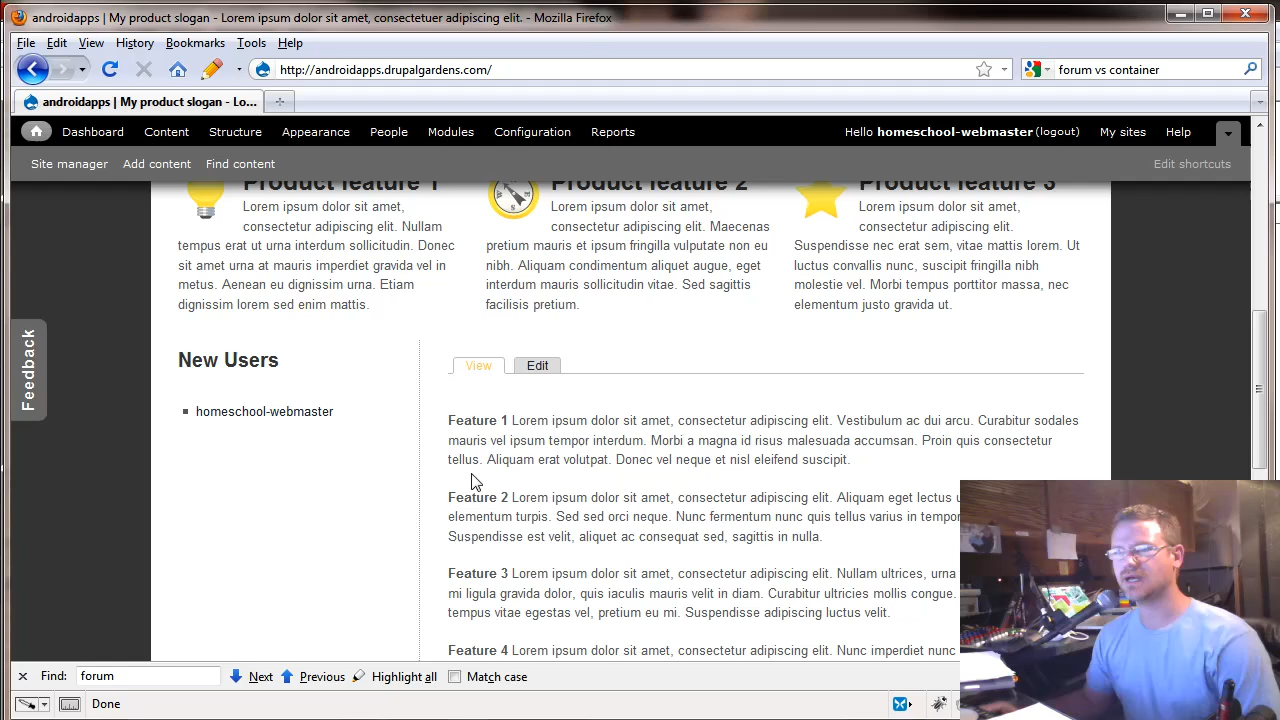 androidapps | My product slogan - Lorem ipsum dolor sit amet, consectetuer adipiscing elit. - Mozilla Firefox
File Edit View History Bookmarks Tools Help
http://androidapps.drupalgardens.com/
forum vs container
androidapps | My product slogan - Lo...
Dashboard Content Structure Appearance People Modules Configuration Reports
Hello homeschool-webmaster (logout) My sites Help
Site manager Add content Find content
Edit shortcuts
Product feature 1
Lorem ipsum dolor sit amet,
consectetur adipiscing elit. Nullam
tempus erat ut urna interdum sollicitudin. Donec
sit amet urna at mauris imperdiet gravida vel in
metus. Aenean eu dignissim urna. Etiam
dignissim lorem sed enim mattis.
Product feature 2
Lorem ipsum dolor sit amet,
consectetur adipiscing elit. Maecenas
pretium mauris et ipsum fringilla vulputate non eu
nibh. Aliquam condimentum aliquet augue, eget
interdum mauris sollicitudin vitae. Sed sagittis
facilisis pretium.
Product feature 3
Lorem ipsum dolor sit amet,
consectetur adipiscing elit.
Suspendisse nec erat sem, vitae mattis lorem. Ut
luctus convallis nunc, suscipit fringilla nibh
molestie vel. Morbi tempus porttitor massa, nec
elementum justo gravida ut.
Feedback
New Users
homeschool-webmaster
View Edit
Feature 1 Lorem ipsum dolor sit amet, consectetur adipiscing elit. Vestibulum ac dui arcu. Curabitur sodales
mauris vel ipsum tempor interdum. Morbi a magna id risus malesuada accumsan. Proin quis consectetur
tellus. Aliquam erat volutpat. Donec vel neque et nisl eleifend suscipit.
Feature 2 Lorem ipsum dolor sit amet, consectetur adipiscing elit. Aliquam eget lectus
elementum turpis. Sed sed orci neque. Nunc fermentum nunc quis tellus varius in tempor
Suspendisse est velit, aliquet ac consequat sed, sagittis in nulla.
Feature 3 Lorem ipsum dolor sit amet, consectetur adipiscing elit. Nullam ultrices, urna
mi ligula gravida dolor, quis iaculis mauris velit in diam. Curabitur ultricies mollis congue.
tempus vitae egestas vel, pretium eu mi. Suspendisse adipiscing luctus velit.
Feature 4 Lorem ipsum dolor sit amet, consectetur adipiscing elit. Nunc imperdiet nunc
Find: forum Next Previous Highlight all Match case
Done